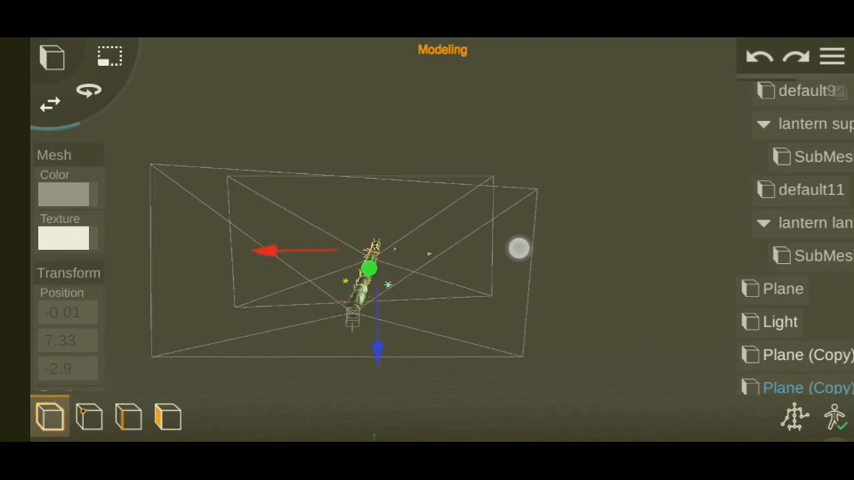 Modeling
default9
Mesh
lantern sup
Color
SubMes
default11
Texture
lantern lan
SubMes
Transform
Position
Plane
-0.01
Light
7.33
Plane (Copy)
-2.9
Plane (Copy)